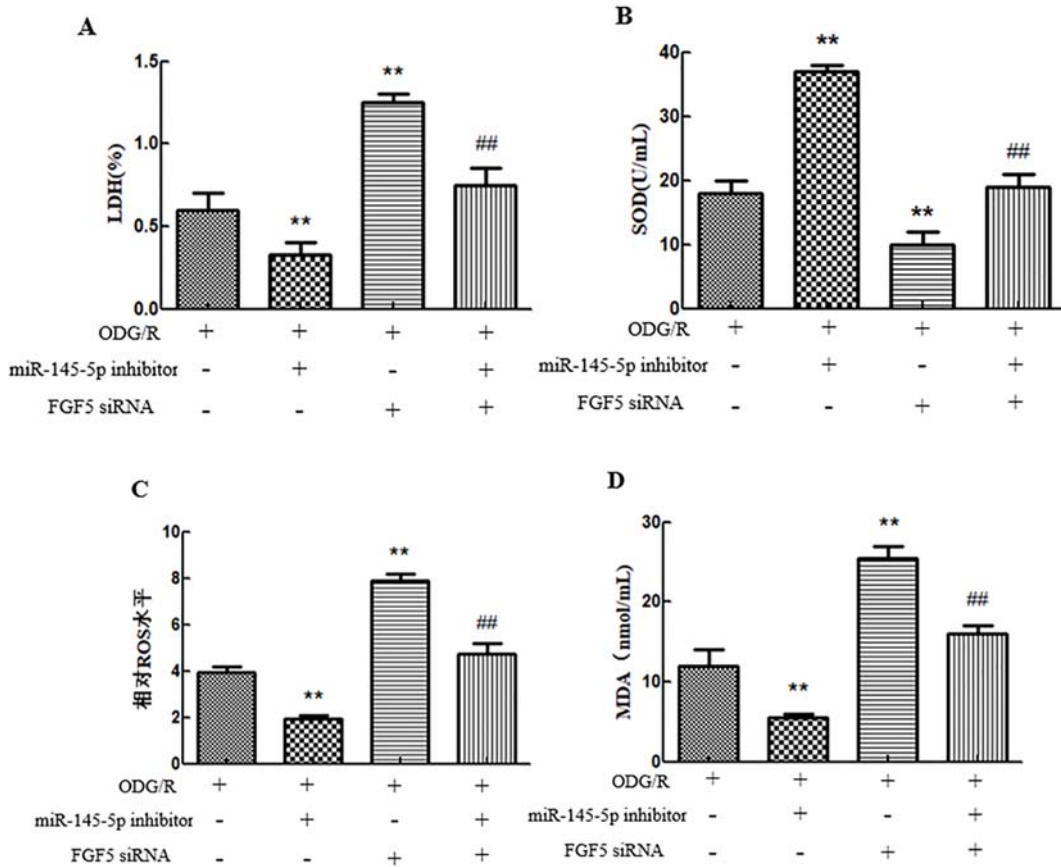 A
LDH(%)
1.5
1.0
0.5
0.0
**
**
##
ODG/R + + + +
miR-145-5p inhibitor - + - +
FGF5 siRNA - - + +
B
SOD(U/mL)
40
30
20
10
0
**
**
##
ODG/R + + + +
miR-145-5p inhibitor - + - +
FGF5 siRNA - - + +
C
相对ROS水平
10
8
6
4
2
0
**
**
##
ODG/R + + + +
miR-145-5p inhibitor - + - +
FGF5 siRNA - - + +
D
MDA（nmol/mL)
30
20
10
0
**
**
##
ODG/R + + + +
miR-145-5p inhibitor - + - +
FGF5 siRNA - - + +